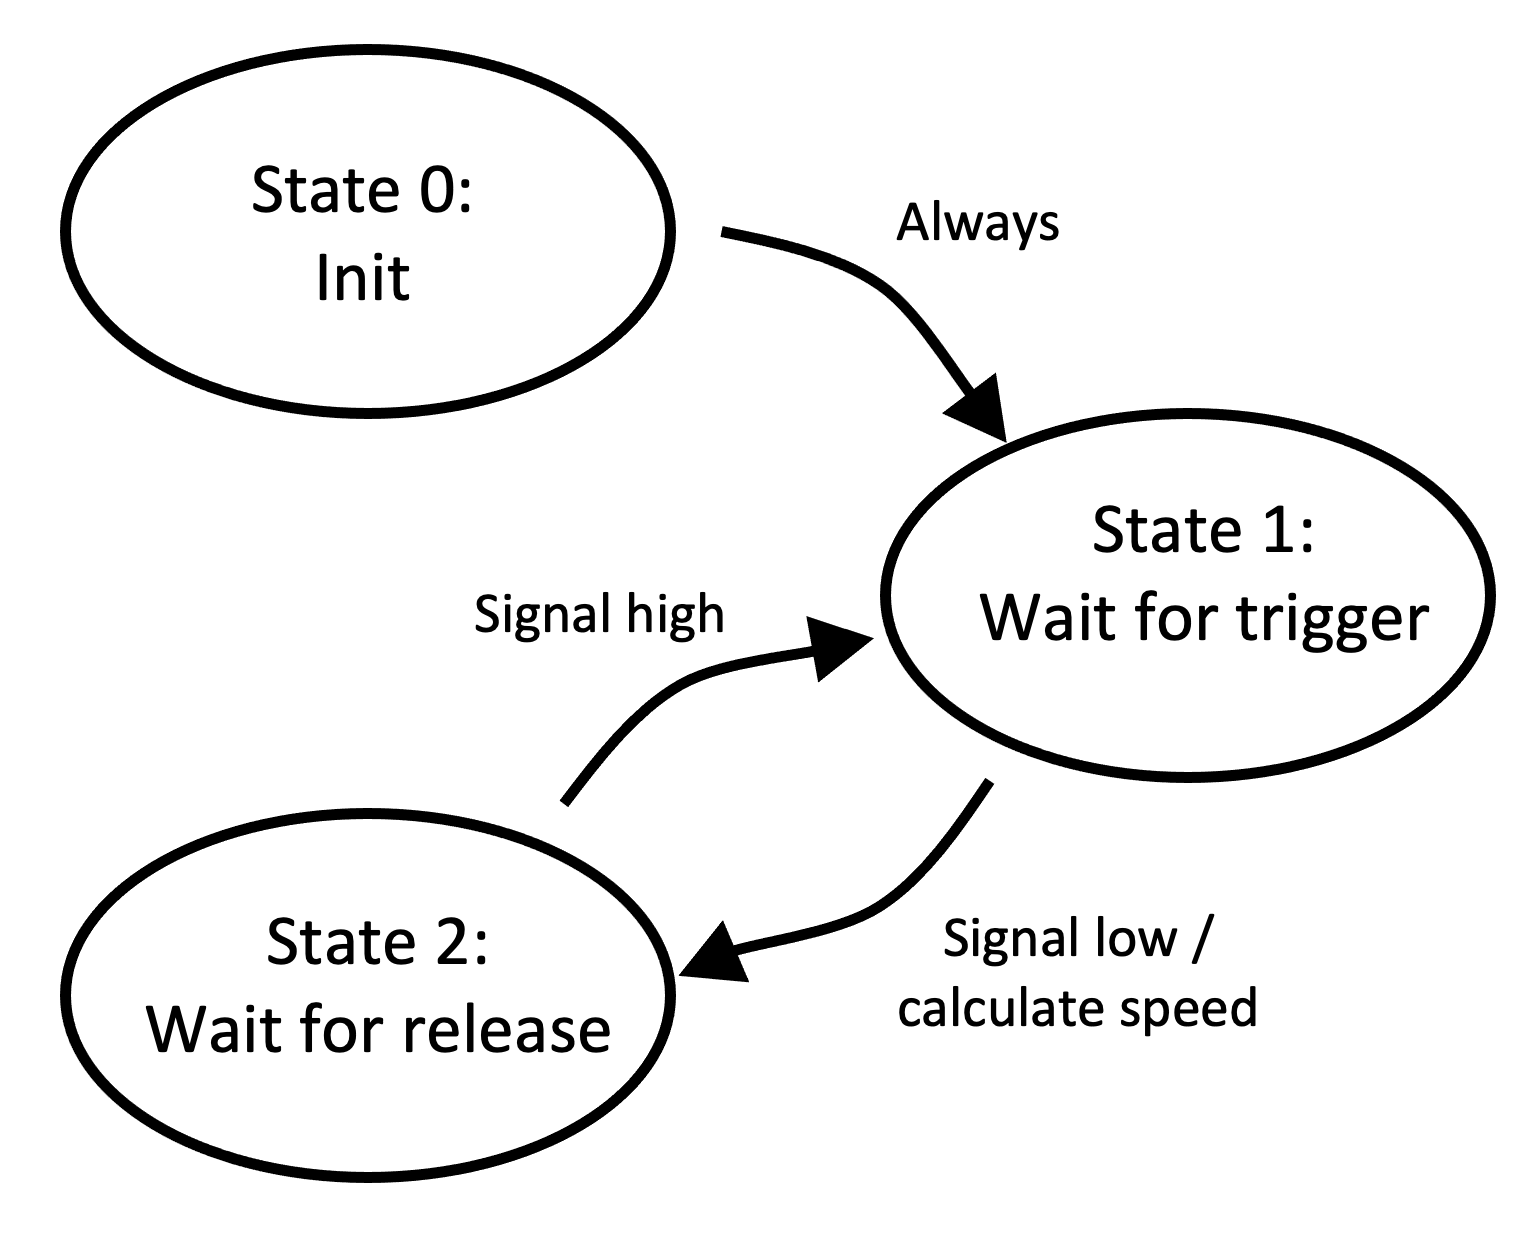 State 0:
Init
Always
State 1:
Wait for trigger
Signal high
Signal low /
calculate speed
State 2:
Wait for release